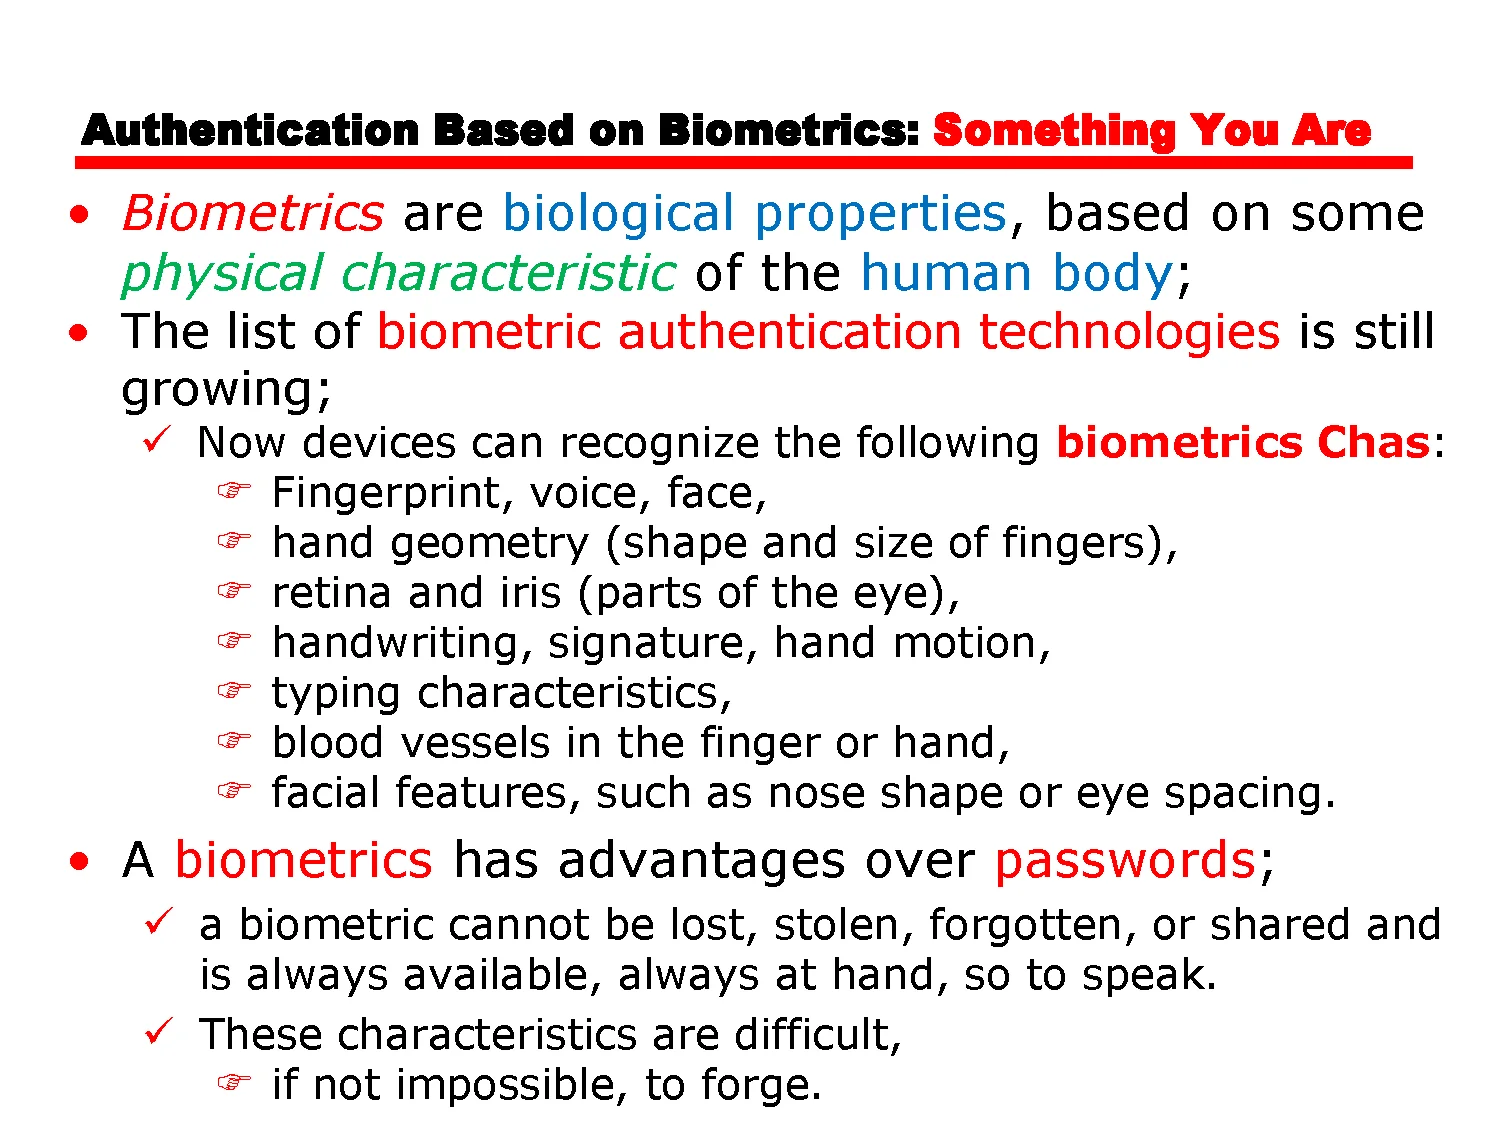 Authentication Based on Biometrics: Something You Are
• Biometrics are biological properties, based on some
physical characteristic of the human body;
• The list of biometric authentication technologies is still
growing;
✓ Now devices can recognize the following biometrics Chas:
☞ Fingerprint, voice, face,
☞ hand geometry (shape and size of fingers),
☞ retina and iris (parts of the eye),
☞ handwriting, signature, hand motion,
☞ typing characteristics,
☞ blood vessels in the finger or hand,
☞ facial features, such as nose shape or eye spacing.
• A biometrics has advantages over passwords;
✓ a biometric cannot be lost, stolen, forgotten, or shared and
is always available, always at hand, so to speak.
✓ These characteristics are difficult,
☞ if not impossible, to forge.